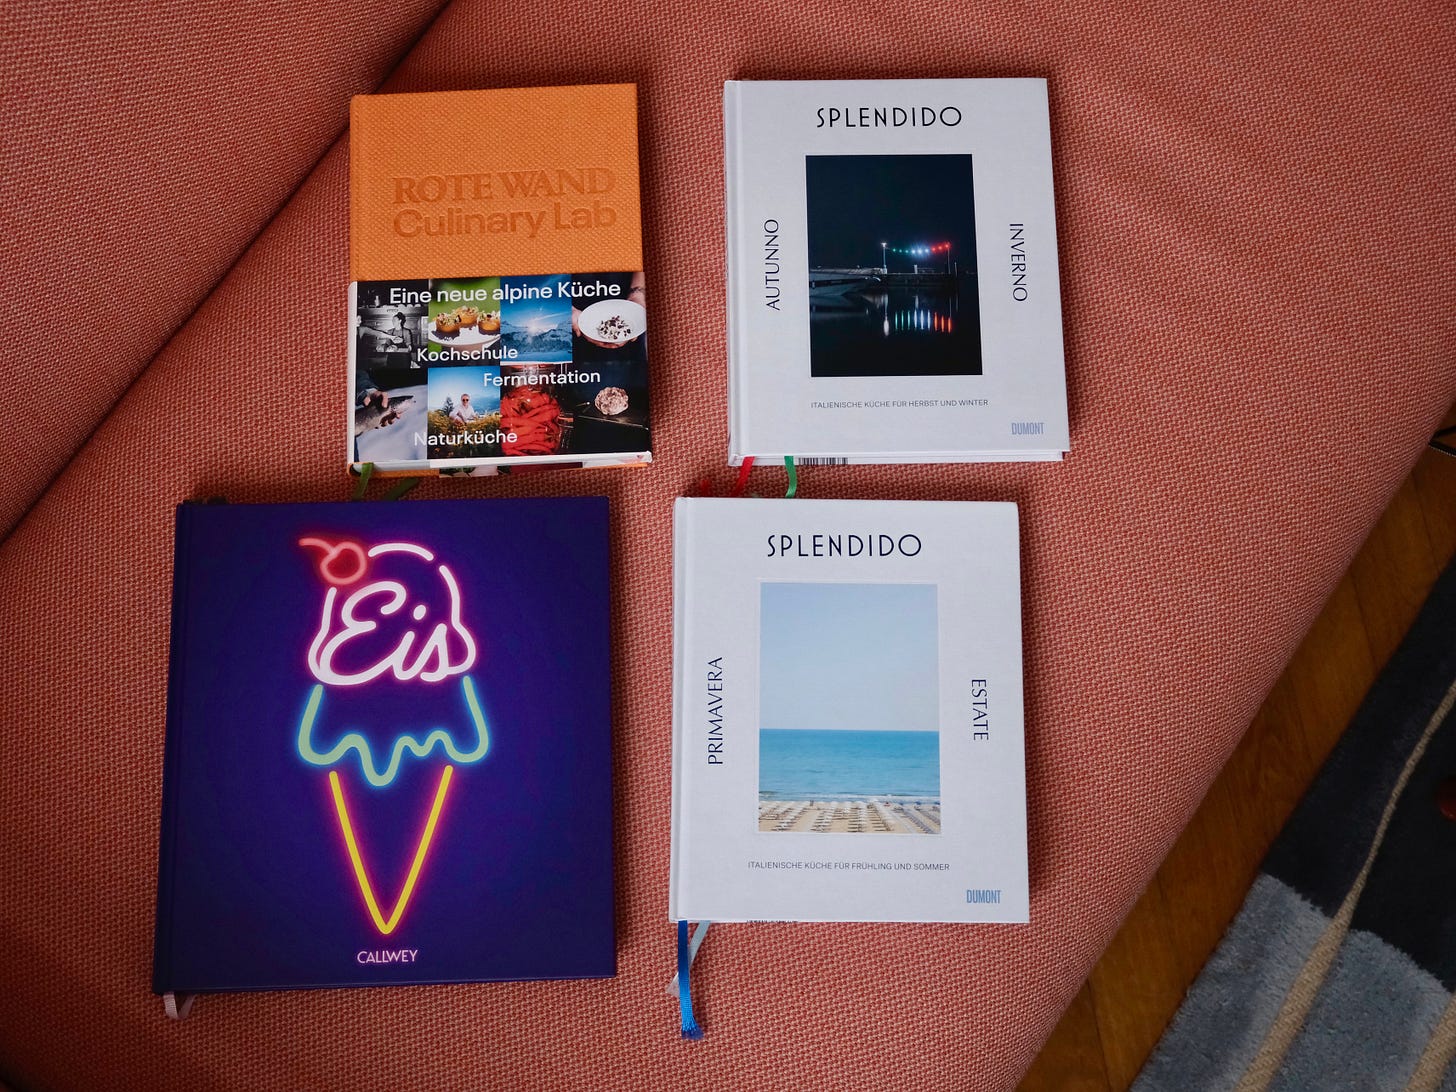 ROTE WAND
Culinary Lab
Eine neue alpine Küche
Kochschule
Fermentation
Naturküche
SPLENDIDO
AUTUNNO
INVERNO
ITALIENISCHE KÜCHE FÜR HERBST UND WINTER
DUMONT
Eis
CALLWEY
SPLENDIDO
PRIMAVERA
ESTATE
ITALIENISCHE KÜCHE FÜR FRÜHLING UND SOMMER
DUMONT